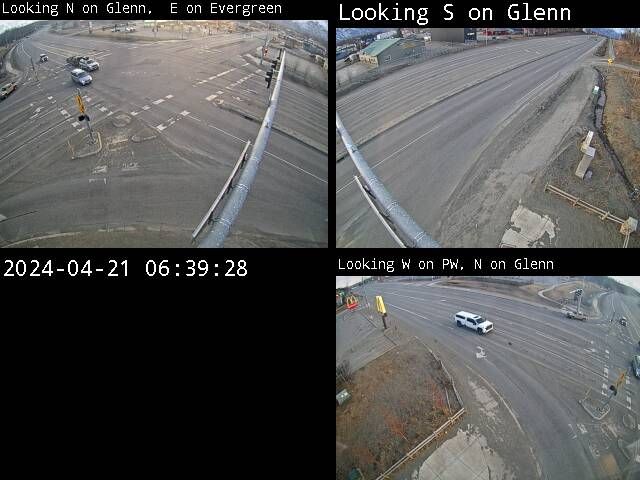 Looking N on Glenn,  E on Evergreen
Looking S on Glenn
2024-04-21 06:39:28
Looking W on PW, N on Glenn